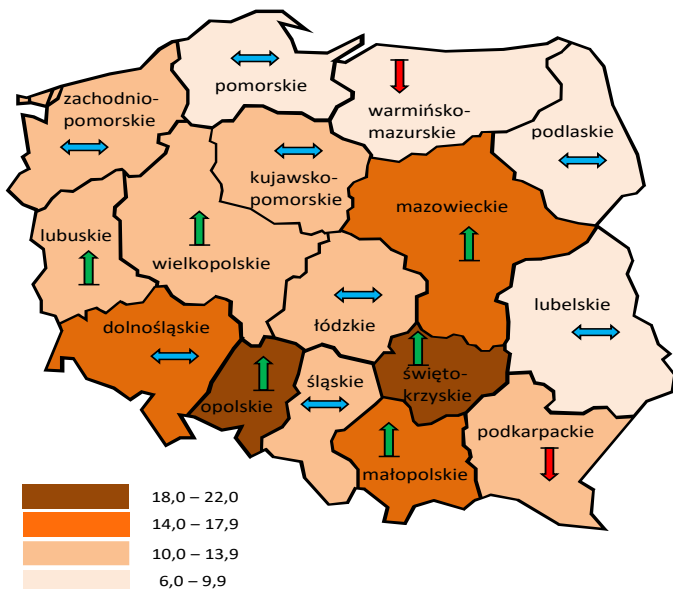 pomorskie
zachodnio-
pomorskie
warmińsko-
mazurskie
podlaskie
kujawsko-
pomorskie
mazowieckie
lubuskie
wielkopolskie
lubelskie
dolnośląskie
łódzkie
śląskie
święto-
krzyskie
opolskie
podkarpackie
małopolskie
18,0 – 22,0
14,0 – 17,9
10,0 – 13,9
6,0 – 9,9